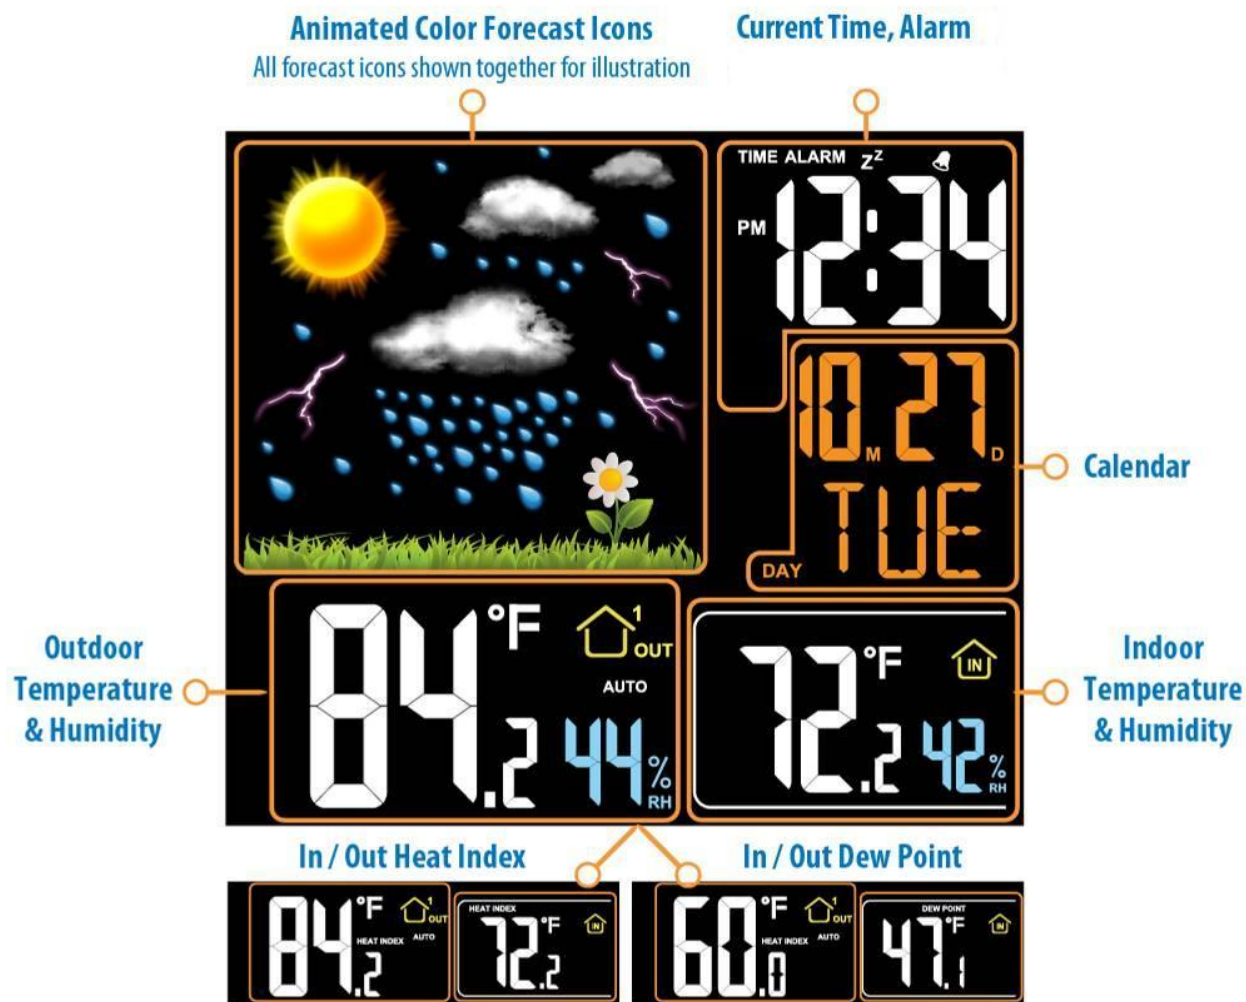 Animated Color Forecast Icons
All forecast icons shown together for illustration
Current Time, Alarm
TIME ALARM Zz
PM 12:34
10 M 27 D
DAY TUE
Calendar
Outdoor
Temperature
& Humidity
84.2 °F
1 OUT
AUTO
44 % RH
72.2 °F
IN
42 % RH
Indoor
Temperature
& Humidity
In / Out Heat Index
In / Out Dew Point
84.2 °F
1 OUT
HEAT INDEX AUTO
HEAT INDEX
72.2 °F
IN
60.0 °F
1 OUT
HEAT INDEX AUTO
DEW POINT
47.1 °F
IN